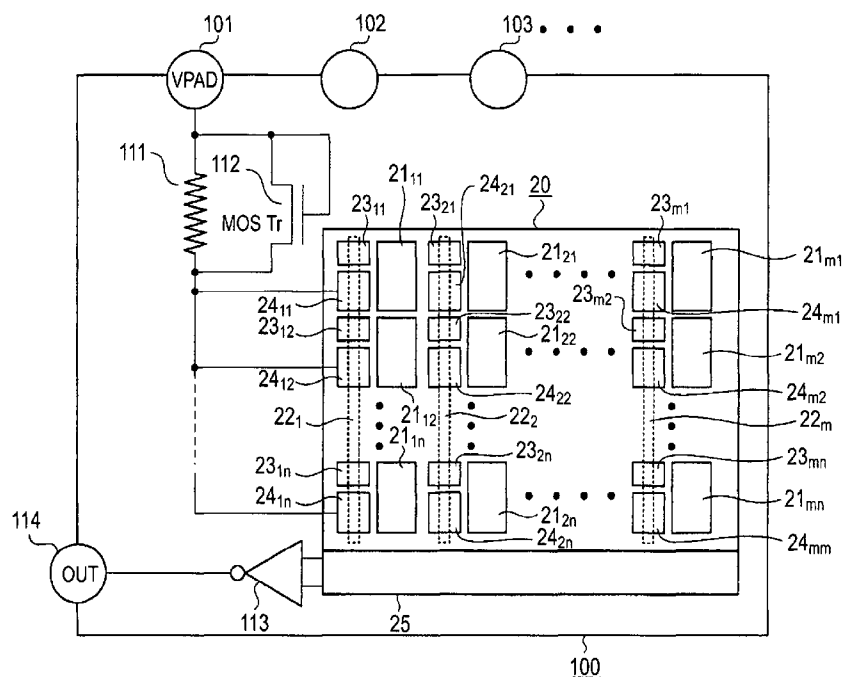 101
102
103
VPAD
111
112
MOS Tr
21₁₁
23₁₁
23₂₁
24₂₁
20
21₂₁
23ₘ₁
21ₘ₁
24₁₁
23₁₂
23₂₂
21₂₂
23ₘ₂
24ₘ₁
21ₘ₂
24₁₂
21₁₂
24₂₂
24ₘ₂
22₁
22₂
22ₘ
21₁ₙ
23₁ₙ
23₂ₙ
23ₘₙ
24₁ₙ
21₂ₙ
21ₘₙ
24₂ₙ
24ₘₘ
114
OUT
113
25
100